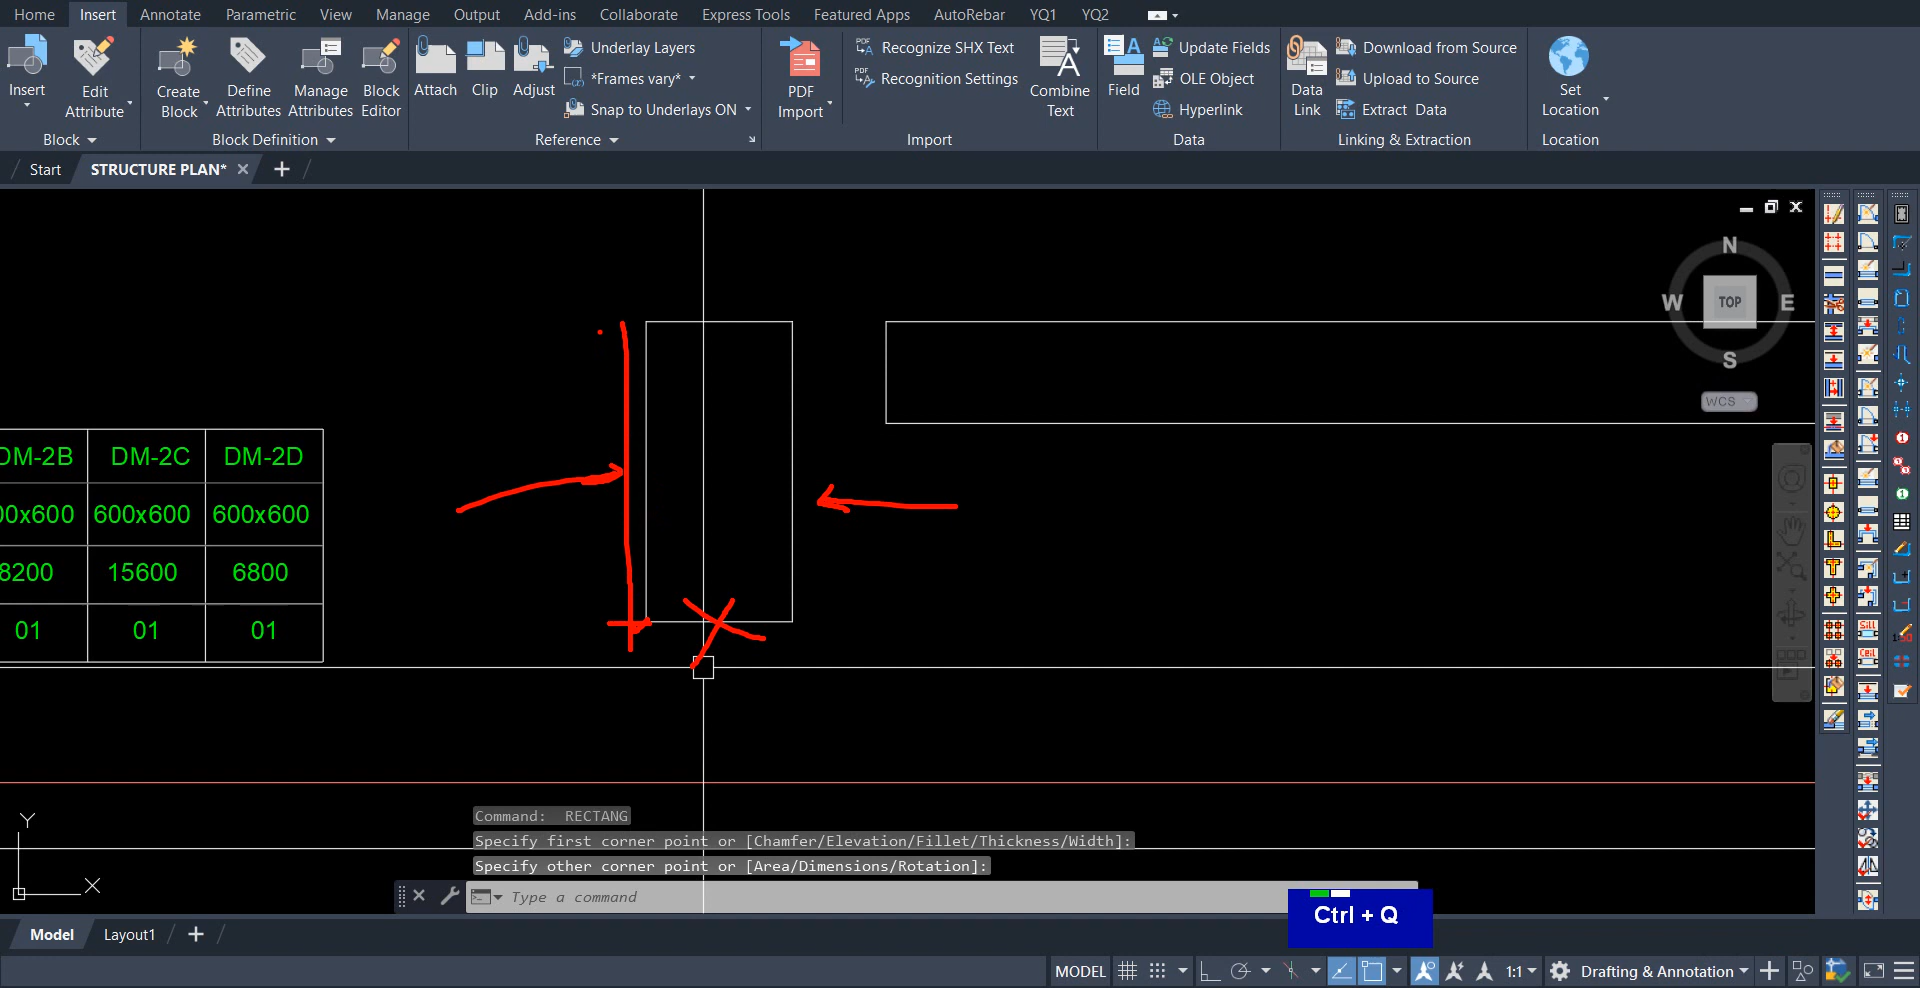 Home Insert Annotate Parametric View Manage Output Add-ins Collaborate Express Tools Featured Apps AutoRebar YQ1 YQ2
Insert
Edit
Attribute
Block
Create
Block
Define
Attributes
Manage
Attributes
Block
Editor
Block Definition
Attach Clip Adjust
Underlay Layers
*Frames vary*
Snap to Underlays ON
Reference
PDF
Import
PDF Recognize SHX Text
PDF Recognition Settings
Combine
Text
Import
Field
Update Fields
OLE Object
Hyperlink
Data
Data
Link
Download from Source
Upload to Source
Extract Data
Linking & Extraction
Set
Location
Location
Start STRUCTURE PLAN*
N
W TOP E
S
WCS
DM-2B DM-2C DM-2D
00x600 600x600 600x600
8200 15600 6800
01 01 01
Sill
Ceil
Y
X
Command: RECTANG
Specify first corner point or [Chamfer/Elevation/Fillet/Thickness/Width]:
Specify other corner point or [Area/Dimensions/Rotation]:
Type a command
Ctrl + Q
Model Layout1
MODEL 1:1 Drafting & Annotation